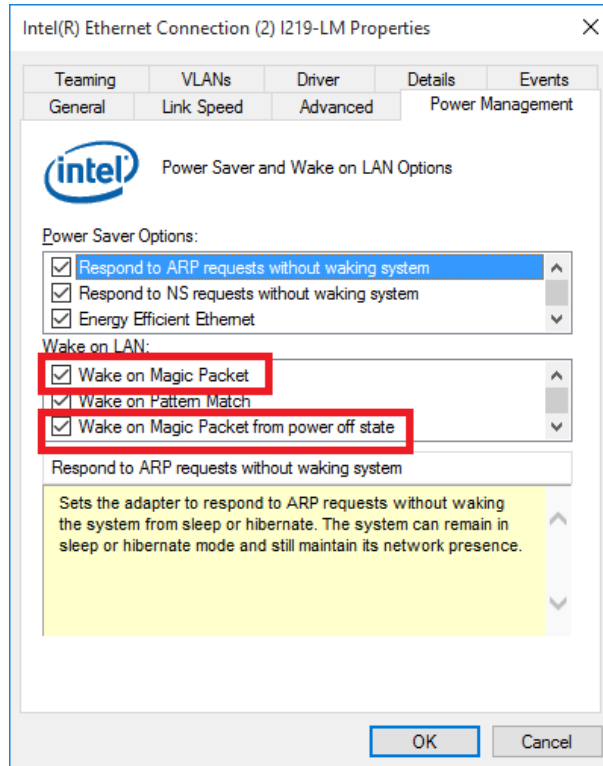 Intel(R) Ethernet Connection (2) I219-LM Properties
Teaming VLANs Driver Details Events
General Link Speed Advanced Power Management
intel Power Saver and Wake on LAN Options
Power Saver Options:
Respond to ARP requests without waking system
Respond to NS requests without waking system
Energy Efficient Ethernet
Wake on LAN:
Wake on Magic Packet
Wake on Pattern Match
Wake on Magic Packet from power off state
Respond to ARP requests without waking system
Sets the adapter to respond to ARP requests without waking
the system from sleep or hibernate. The system can remain in
sleep or hibernate mode and still maintain its network presence.
OK Cancel